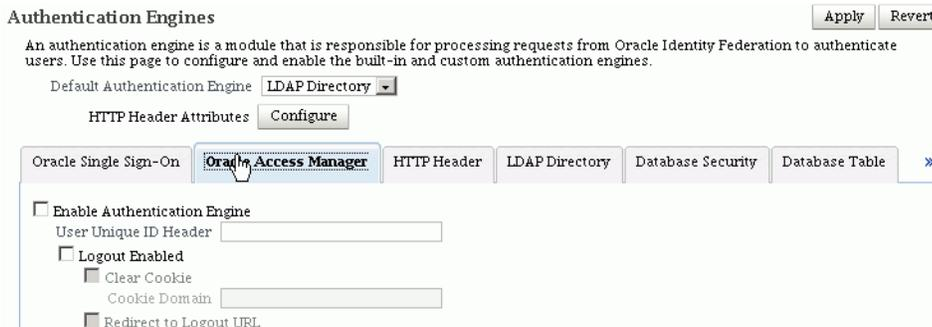 Authentication Engines Apply Revert
An authentication engine is a module that is responsible for processing requests from Oracle Identity Federation to authenticate
users. Use this page to configure and enable the built-in and custom authentication engines.
Default Authentication Engine LDAP Directory
HTTP Header Attributes Configure
Oracle Single Sign-On Oracle Access Manager HTTP Header LDAP Directory Database Security Database Table »
Enable Authentication Engine
User Unique ID Header
Logout Enabled
Clear Cookie
Cookie Domain
Redirect to Logout URL